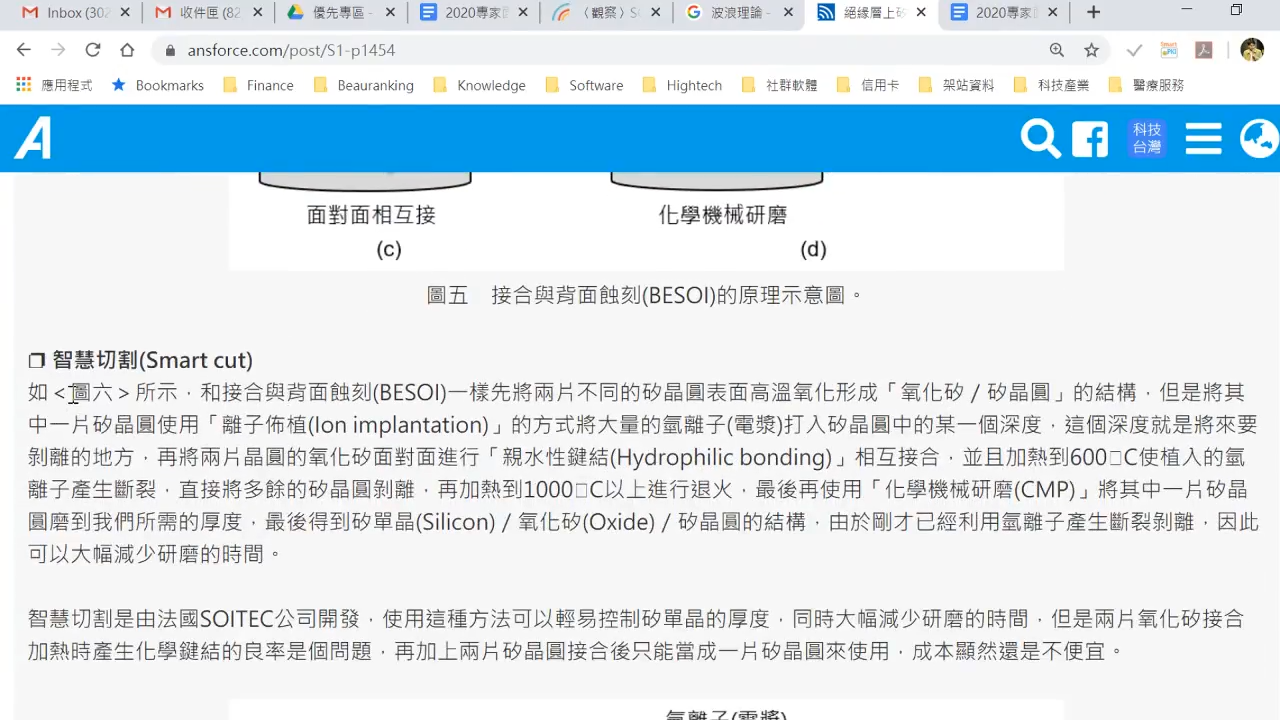 Inbox (302
收件匣 (82
優先專區 -
2020專家
〈觀察〉S
波浪理論 -
絕緣層上矽
2020專家
ansforce.com/post/S1-p1454
應用程式
Bookmarks
Finance
Beauranking
Knowledge
Software
Hightech
社群軟體
信用卡
架站資料
科技產業
醫療服務
A
科技
台灣
面對面相互接
化學機械研磨
(c)
(d)
圖五 接合與背面蝕刻(BESOI)的原理示意圖。
❒ 智慧切割(Smart cut)
如＜圖六＞所示，和接合與背面蝕刻(BESOI)一樣先將兩片不同的矽晶圓表面高溫氧化形成「氧化矽 / 矽晶圓」的結構，但是將其
中一片矽晶圓使用「離子佈植(Ion implantation)」的方式將大量的氫離子(電漿)打入矽晶圓中的某一個深度，這個深度就是將來要
剝離的地方，再將兩片晶圓的氧化矽面對面進行「親水性鍵結(Hydrophilic bonding)」相互接合，並且加熱到600□C使植入的氫
離子產生斷裂，直接將多餘的矽晶圓剝離，再加熱到1000□C以上進行退火，最後再使用「化學機械研磨(CMP)」將其中一片矽晶
圓磨到我們所需的厚度，最後得到矽單晶(Silicon) / 氧化矽(Oxide) / 矽晶圓的結構，由於剛才已經利用氫離子產生斷裂剝離，因此
可以大幅減少研磨的時間。
智慧切割是由法國SOITEC公司開發，使用這種方法可以輕易控制矽單晶的厚度，同時大幅減少研磨的時間，但是兩片氧化矽接合
加熱時產生化學鍵結的良率是個問題，再加上兩片矽晶圓接合後只能當成一片矽晶圓來使用，成本顯然還是不便宜。
氫離子(電漿)